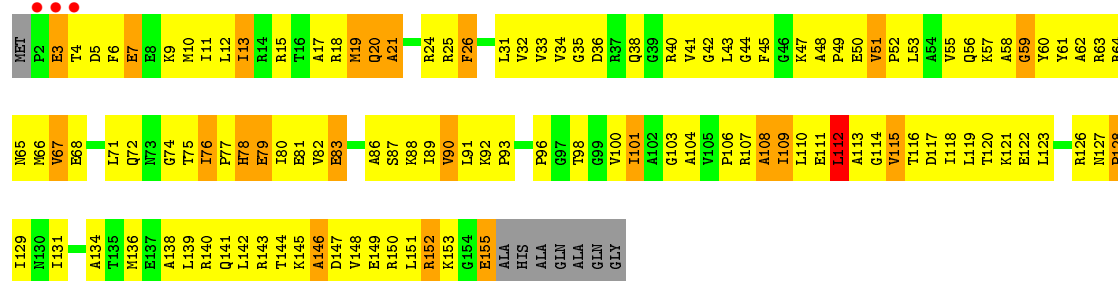 MET P2 E3 T4 D5 F6 E7 E8 K9 M10 I11 L12 I13 R14 R15 T16 A17 R18 M19 Q20 A21 R24 R25 F26 L31 V32 V33 V34 G35 D36 R37 Q38 G39 R40 V41 G42 L43 G44 F45 G46 K47 A48 P49 E50 V51 P52 L53 A54 V55 Q56 K57 A58 G59 Y60 Y61 A62 R63 R64
N65 M66 V67 E68 L71 Q72 N73 G74 T75 I76 P77 H78 E79 I80 E81 V82 E83 A86 S87 K88 I89 V90 L91 K92 P93 P96 G97 T98 G99 V100 I101 A102 G103 A104 V105 P106 R107 A108 I109 L110 E111 L112 A113 G114 V115 T116 D117 I118 L119 T120 K121 E122 L123 R126 N127 P128
I129 N130 I131 A134 T135 M136 E137 A138 L139 R140 Q141 L142 R143 T144 K145 A146 D147 V148 E149 R150 L151 R152 K153 G154 E155 ALA HIS ALA GLN ALA GLN GLY